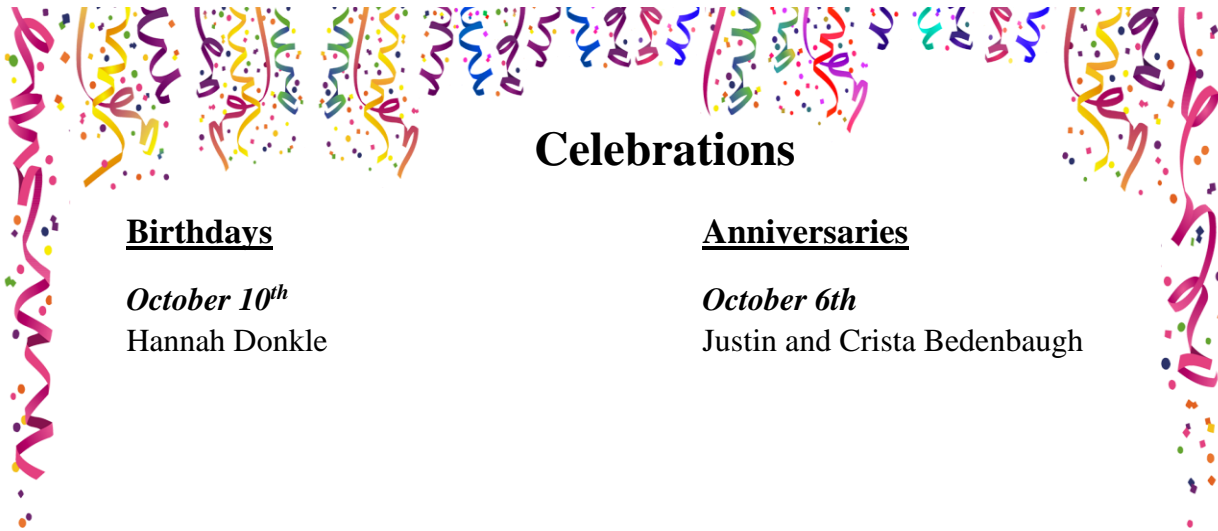 Celebrations
Birthdays
October 10th
Hannah Donkle
Anniversaries
October 6th
Justin and Crista Bedenbaugh